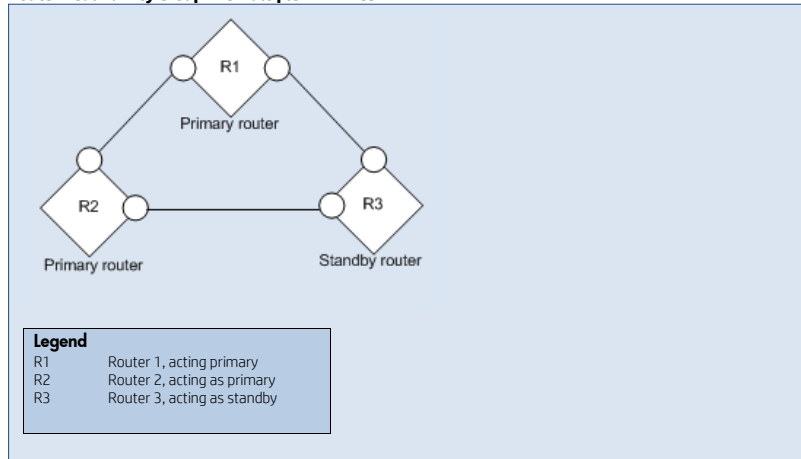 R1
Primary router
R2
R3
Primary router
Standby router
Legend
R1 Router 1, acting primary
R2 Router 2, acting as primary
R3 Router 3, acting as standby